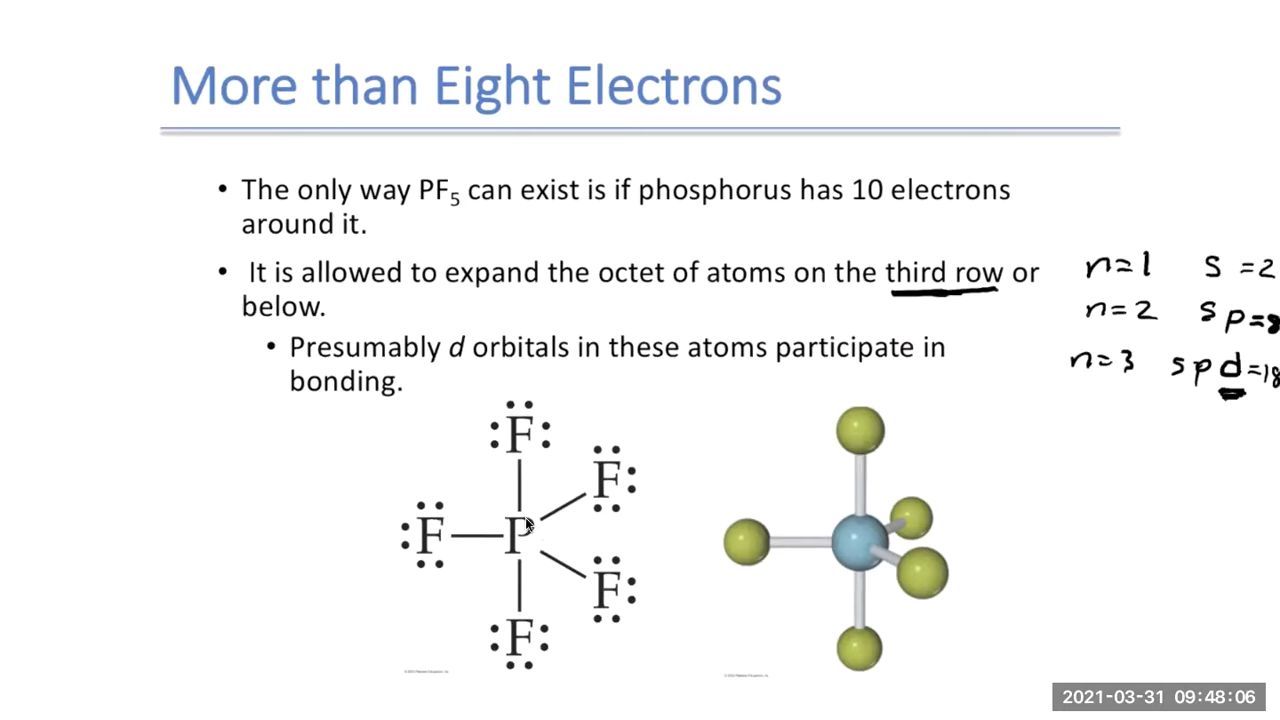 More than Eight Electrons
• The only way PF₅ can exist is if phosphorus has 10 electrons
around it.
• It is allowed to expand the octet of atoms on the third row or
below.
• Presumably d orbitals in these atoms participate in
bonding.
n=1 s =2
n=2 s p=8
n=3 s p d=18
F
F
F P
F
F
2021-03-31 09:48:06